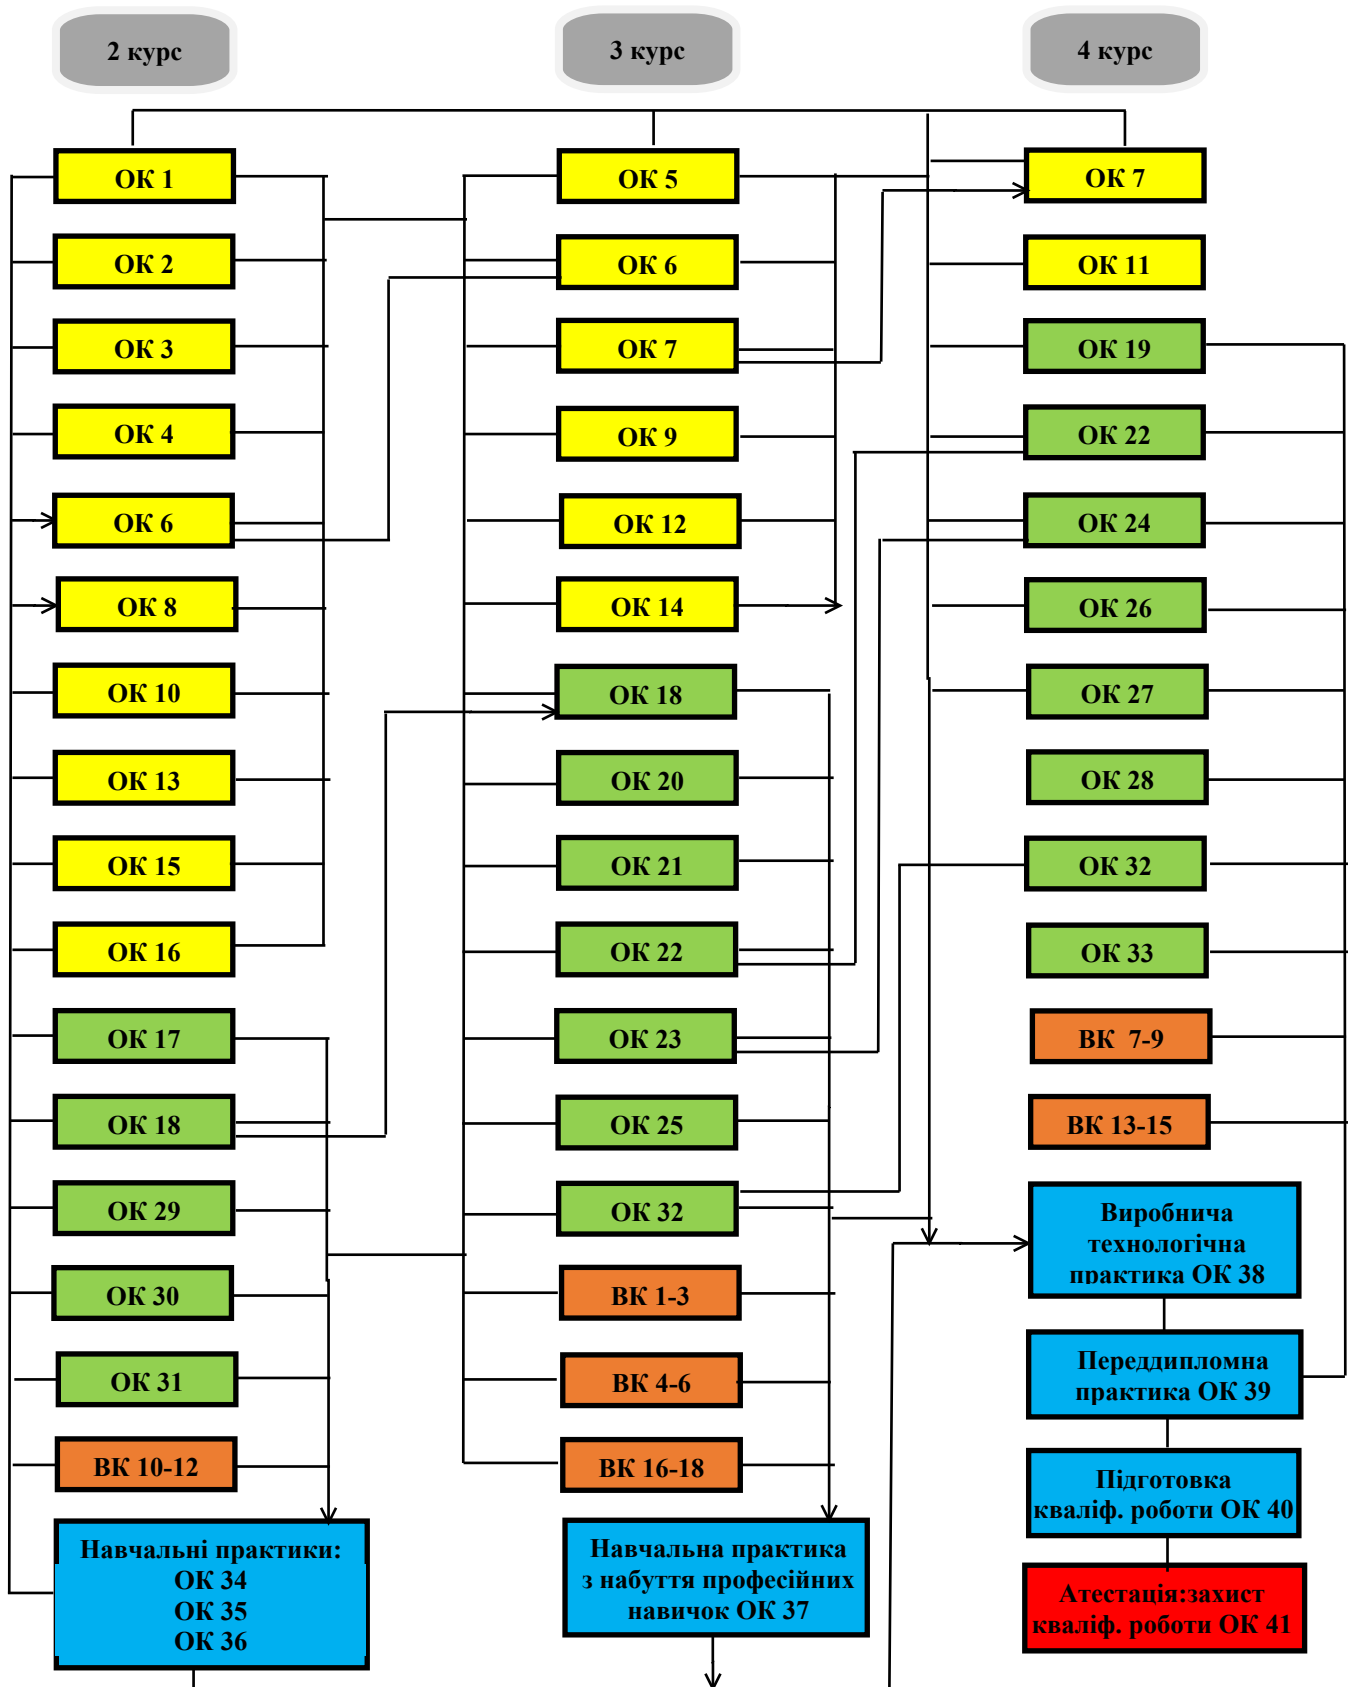 2 курс
3 курс
4 курс
ОК 1
ОК 2
ОК 3
ОК 4
ОК 6
ОК 8
ОК 10
ОК 13
ОК 15
ОК 16
ОК 17
ОК 18
ОК 29
ОК 30
ОК 31
ВК 10-12
Навчальні практики:
ОК 34
ОК 35
ОК 36
ОК 5
ОК 6
ОК 7
ОК 9
ОК 12
ОК 14
ОК 18
ОК 20
ОК 21
ОК 22
ОК 23
ОК 25
ОК 32
ВК 1-3
ВК 4-6
ВК 16-18
Навчальна практика
з набуття професійних
навичок ОК 37
ОК 7
ОК 11
ОК 19
ОК 22
ОК 24
ОК 26
ОК 27
ОК 28
ОК 32
ОК 33
ВК 7-9
ВК 13-15
Виробнича
технологічна
практика ОК 38
Переддипломна
практика ОК 39
Підготовка
кваліф. роботи ОК 40
Атестація:захист
кваліф. роботи ОК 41